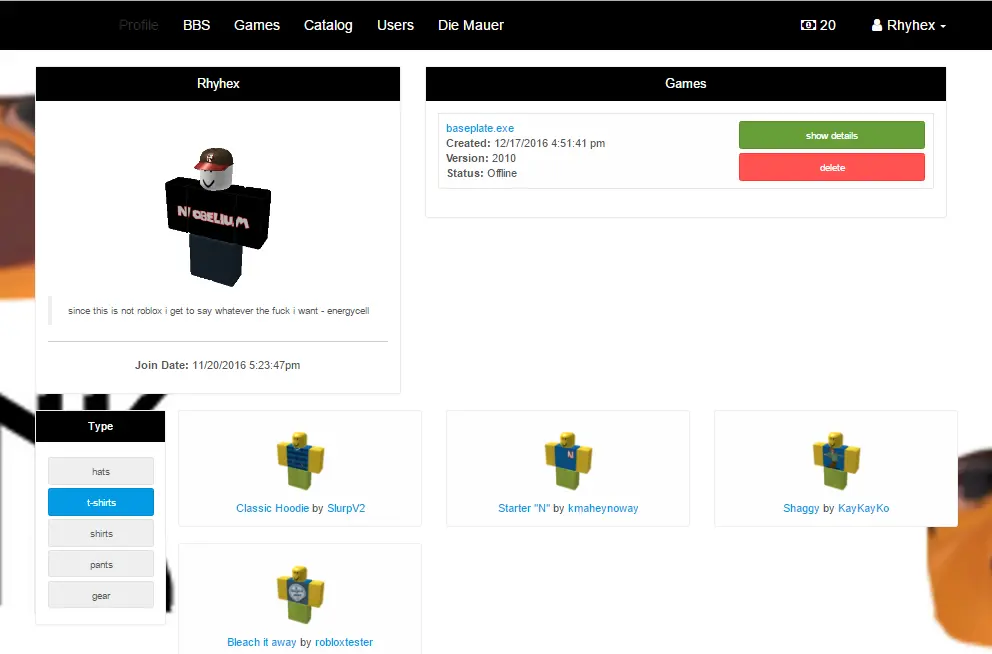 Profile BBS Games Catalog Users Die Mauer 20 Rhyhex
Rhyhex
NIOBELIUM
since this is not roblox i get to say whatever the fuck i want - energycell
Join Date: 11/20/2016 5:23:47pm
Games
baseplate.exe
Created: 12/17/2016 4:51:41 pm
Version: 2010
Status: Offline
show details
delete
Type
hats
t-shirts
shirts
pants
gear
Classic Hoodie by SlurpV2
N
Starter "N" by kmaheynoway
Shaggy by KayKayKo
Bleach it away by robloxtester